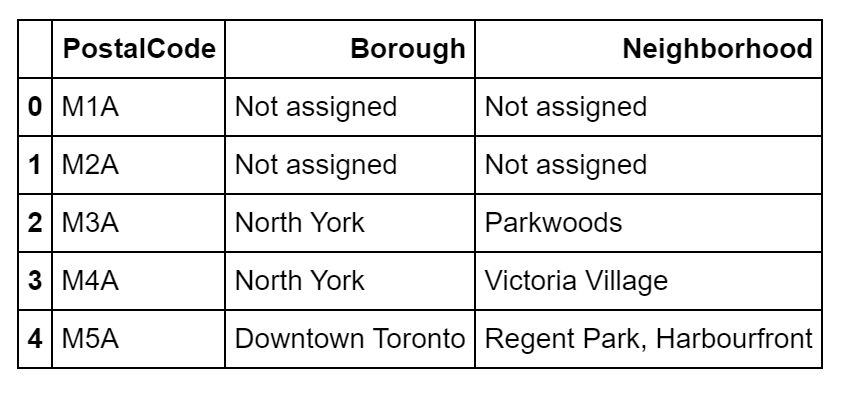 PostalCode Borough Neighborhood
0 M1A Not assigned Not assigned
1 M2A Not assigned Not assigned
2 M3A North York Parkwoods
3 M4A North York Victoria Village
4 M5A Downtown Toronto Regent Park, Harbourfront